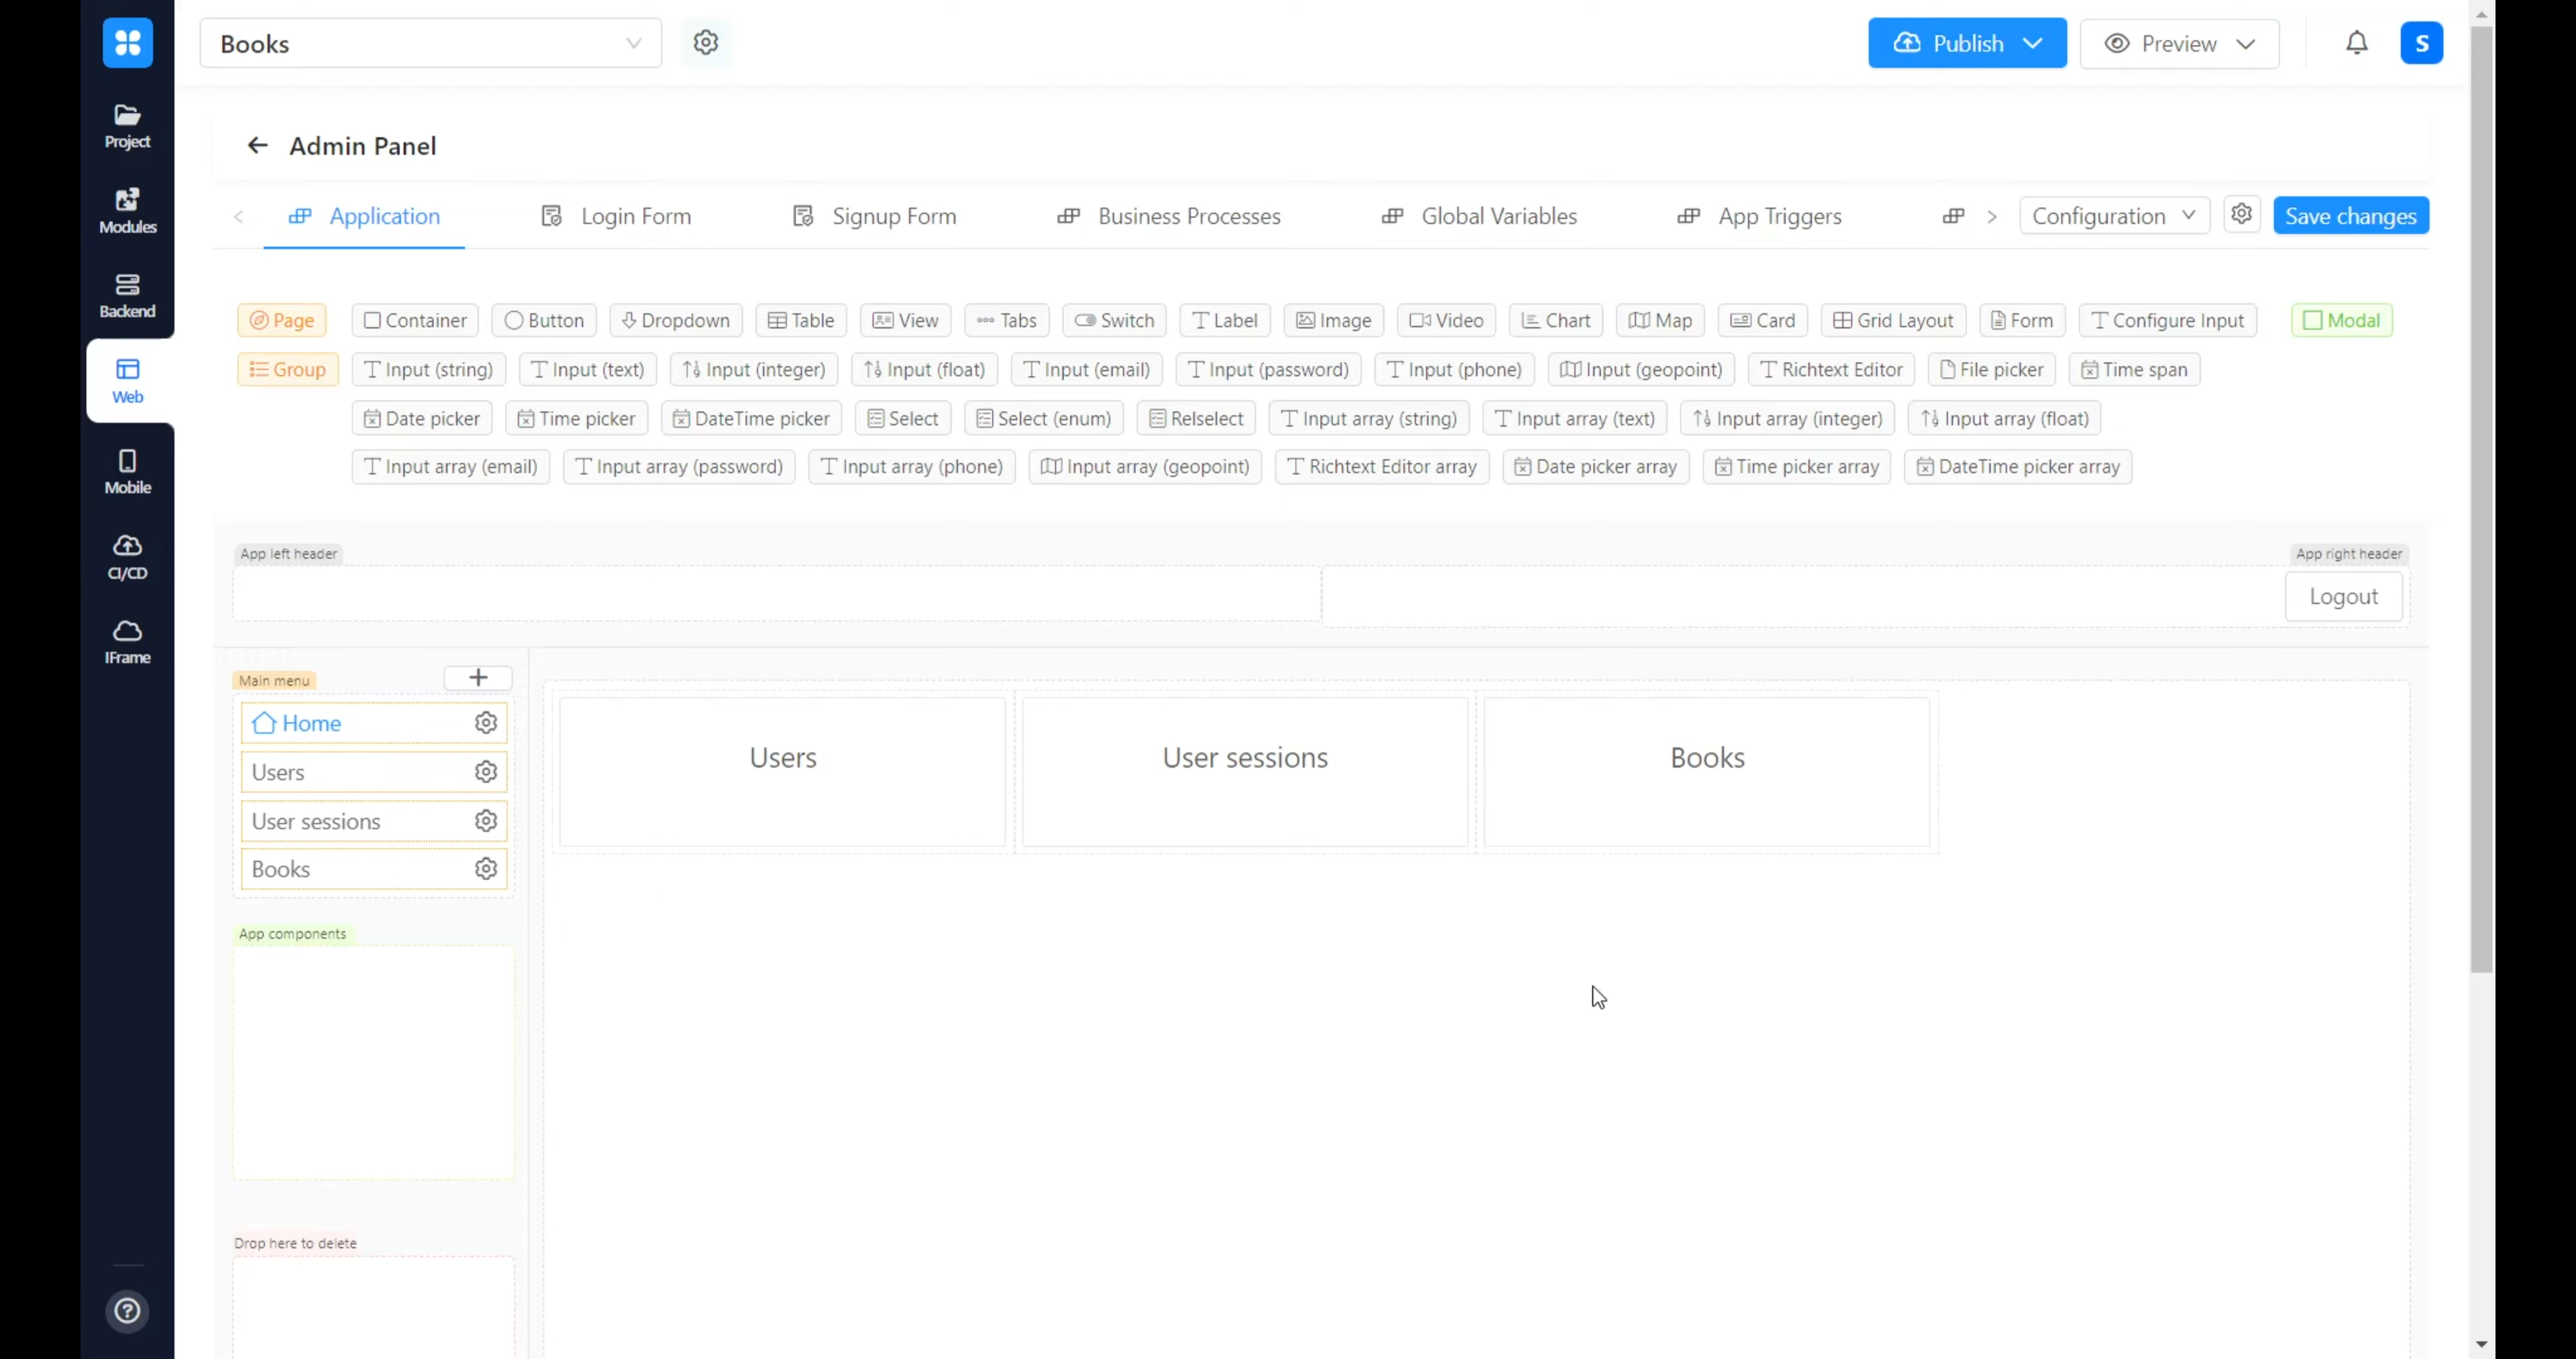 Books
Publish
Preview
S
Project
Modules
Backend
Web
Mobile
CI/CD
IFrame
Admin Panel
Application Login Form Signup Form Business Processes Global Variables App Triggers Configuration Save changes
Page Container Button Dropdown Table View Tabs Switch Label Image Video Chart Map Card Grid Layout Form Configure Input Modal
Group Input (string) Input (text) Input (integer) Input (float) Input (email) Input (password) Input (phone) Input (geopoint) Richtext Editor File picker Time span
Date picker Time picker DateTime picker Select Select (enum) Relselect Input array (string) Input array (text) Input array (integer) Input array (float)
Input array (email) Input array (password) Input array (phone) Input array (geopoint) Richtext Editor array Date picker array Time picker array DateTime picker array
App left header App right header
Logout
Main menu
Home
Users
User sessions
Books
Users User sessions Books
App components
Drop here to delete